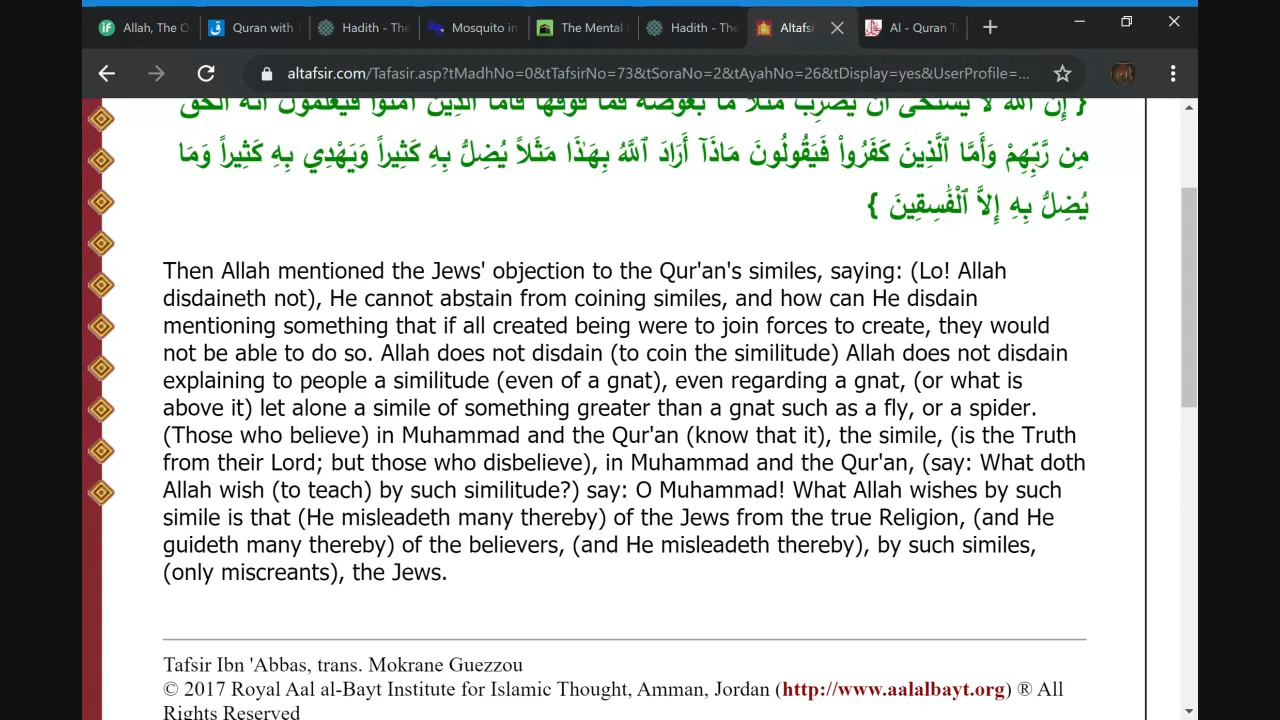 Allah, The O
Quran with T
Hadith - The
Mosquito in
The Mental
Hadith - The
Altafsi
Al - Quran T
altafsir.com/Tafasir.asp?tMadhNo=0&tTafsirNo=73&tSoraNo=2&tAyahNo=26&tDisplay=yes&UserProfile=...
{ إِنَّ ٱللَّهَ لاَ يَسْتَحْى أَن يَضْرِبَ مَثَلاً مَّا بَعُوضَةً فَمَا فَوْقَهَا فَأَمَّا ٱلَّذِينَ آمَنُواْ فَيَعْلَمُونَ أَنَّهُ ٱلْحَقُّ
مِن رَّبِّهِمْ وَأَمَّا ٱلَّذِينَ كَفَرُواْ فَيَقُولُونَ مَاذَآ أَرَادَ ٱللَّهُ بِهَـٰذَا مَثَلاً يُضِلُّ بِهِ كَثِيراً وَيَهْدِي بِهِ كَثِيراً وَمَا
يُضِلُّ بِهِ إِلاَّ ٱلْفَاسِقِينَ }
Then Allah mentioned the Jews' objection to the Qur'an's similes, saying: (Lo! Allah
disdaineth not), He cannot abstain from coining similes, and how can He disdain
mentioning something that if all created being were to join forces to create, they would
not be able to do so. Allah does not disdain (to coin the similitude) Allah does not disdain
explaining to people a similitude (even of a gnat), even regarding a gnat, (or what is
above it) let alone a simile of something greater than a gnat such as a fly, or a spider.
(Those who believe) in Muhammad and the Qur'an (know that it), the simile, (is the Truth
from their Lord; but those who disbelieve), in Muhammad and the Qur'an, (say: What doth
Allah wish (to teach) by such similitude?) say: O Muhammad! What Allah wishes by such
simile is that (He misleadeth many thereby) of the Jews from the true Religion, (and He
guideth many thereby) of the believers, (and He misleadeth thereby), by such similes,
(only miscreants), the Jews.
Tafsir Ibn 'Abbas, trans. Mokrane Guezzou
© 2017 Royal Aal al-Bayt Institute for Islamic Thought, Amman, Jordan (http://www.aalalbayt.org) ® All
Rights Reserved